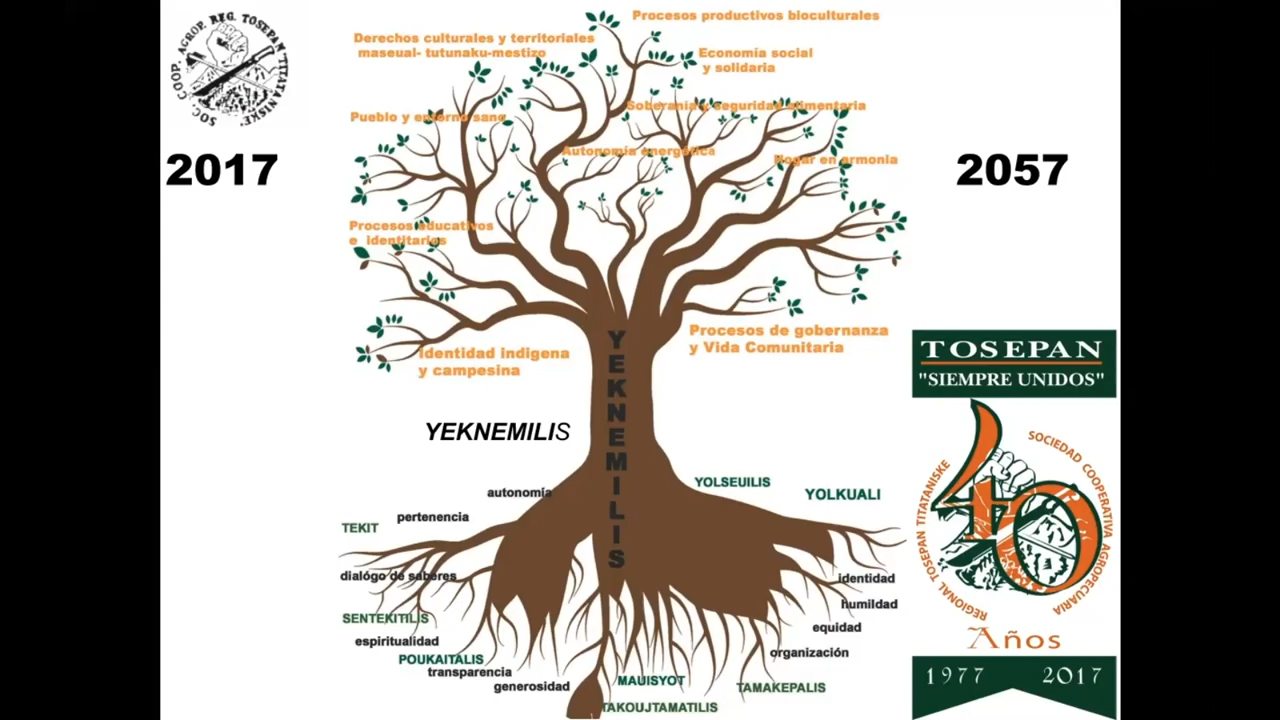 SOC. COOP. AGROP. REG. TOSEPAN "TITATANISKE"
2017
2057
Procesos productivos bioculturales
Derechos culturales y territoriales
maseual- tutunaku-mestizo
Economía social
y solidaria
Soberanía y seguridad alimentaria
Pueblo y entorno sano
Autonomía energética
Hogar en armonia
Procesos educativos
e identitarios
Procesos de gobernanza
y Vida Comunitaria
Identidad indigena
y campesina
YEKNEMILIS
YEKNEMILIS
autonomía
pertenencia
TEKIT
dialógo de saberes
SENTEKITILIS
espiritualidad
POUKAITALIS
transparencia
generosidad
YOLSEUILIS
YOLKUALI
identidad
humildad
equidad
organización
MAUISYOT
TAMAKEPALIS
TAKOUJTAMATILIS
TOSEPAN
"SIEMPRE UNIDOS"
40
SOCIEDAD COOPERATIVA AGROPECUARIA
REGIONAL TOSEPAN TITATANISKE
Años
1977 2017